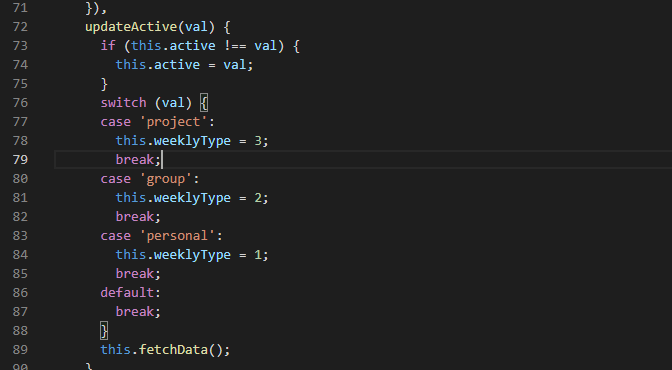 71 }),
72 updateActive(val) {
73 if (this.active !== val) {
74 this.active = val;
75 }
76 switch (val) {
77 case 'project':
78 this.weeklyType = 3;
79 break;
80 case 'group':
81 this.weeklyType = 2;
82 break;
83 case 'personal':
84 this.weeklyType = 1;
85 break;
86 default:
87 break;
88 }
89 this.fetchData();
90 }